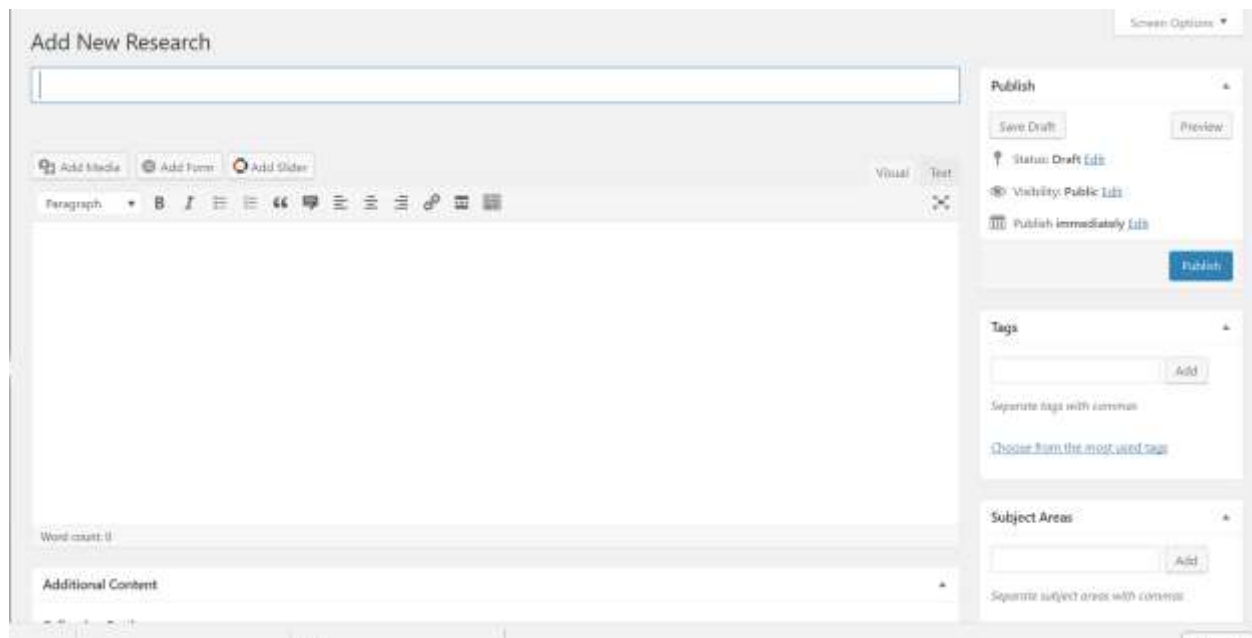 Screen Options
Add New Research
Publish
Save Draft Preview
Status: Draft Edit
Visibility: Public Edit
Publish immediately Edit
Publish
Add Media Add Form Add Slider
Visual Text
Paragraph B I
Word count: 0
Tags
Add
Separate tags with commas
Choose from the most used tags
Subject Areas
Add
Separate subject areas with commas
Additional Content